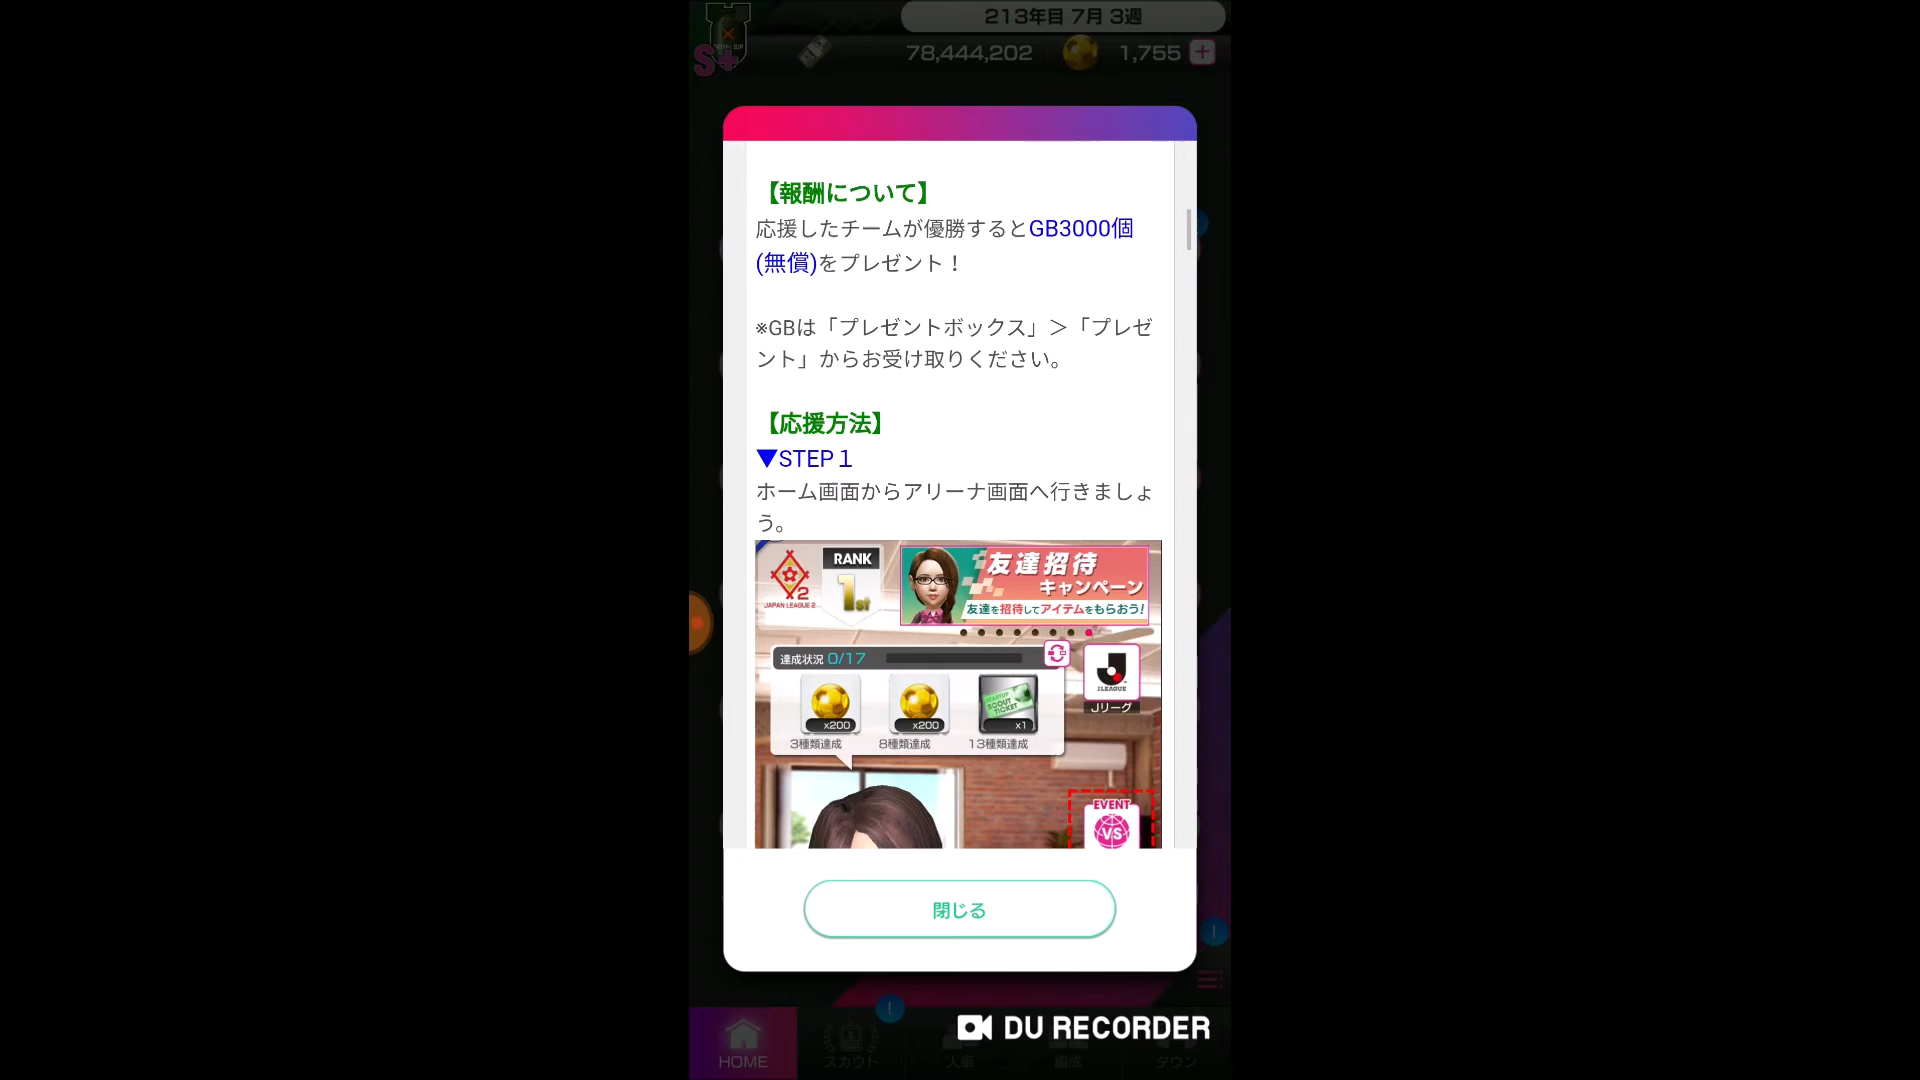 213年目 7月 3週
S+
78,444,202
1,755
【報酬について】
応援したチームが優勝するとGB3000個
(無償)をプレゼント！
※GBは「プレゼントボックス」＞「プレゼ
ント」からお受け取りください。
【応援方法】
▼STEP１
ホーム画面からアリーナ画面へ行きましょ
う。
2
JAPAN LEAGUE 2
RANK
1st
友達招待
キャンペーン
友達を招待してアイテムをもらおう!
達成状況 0/17
x200
x200
STARTUP
SCOUT
TICKET
x1
3種類達成
8種類達成
13種類達成
J.LEAGUE
Jリーグ
EVENT
VS
閉じる
DU RECORDER
HOME
スカウト
人事
編成
タウン